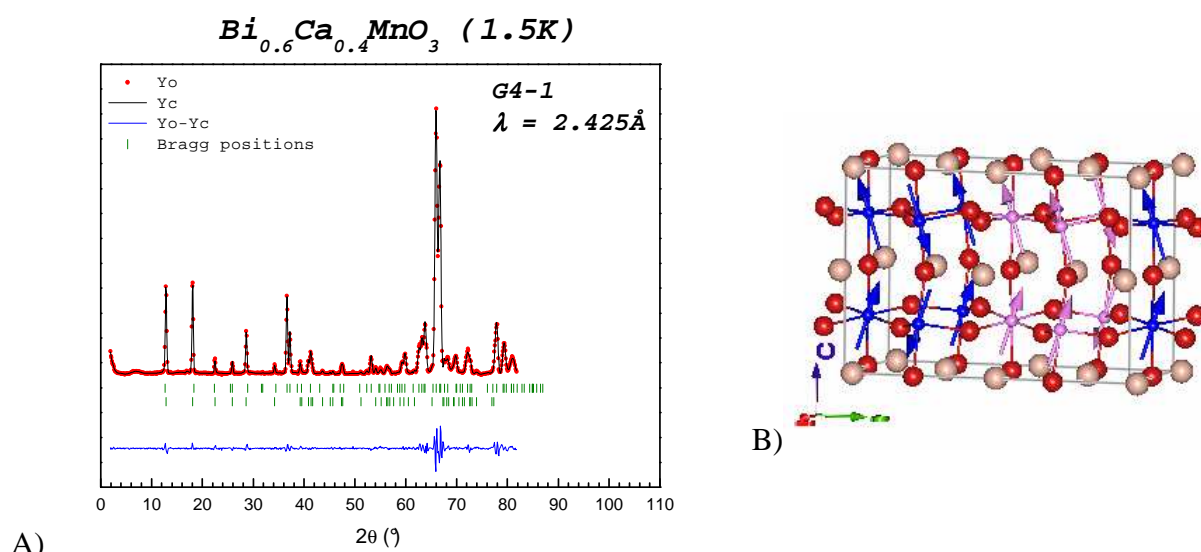 Bi0.6Ca0.4MnO3 (1.5K)
Yo
Yc
Yo-Yc
Bragg positions
G4-1
λ = 2.425Å
0 10 20 30 40 50 60 70 80 90 100 110
2θ (°)
A)
B)
C